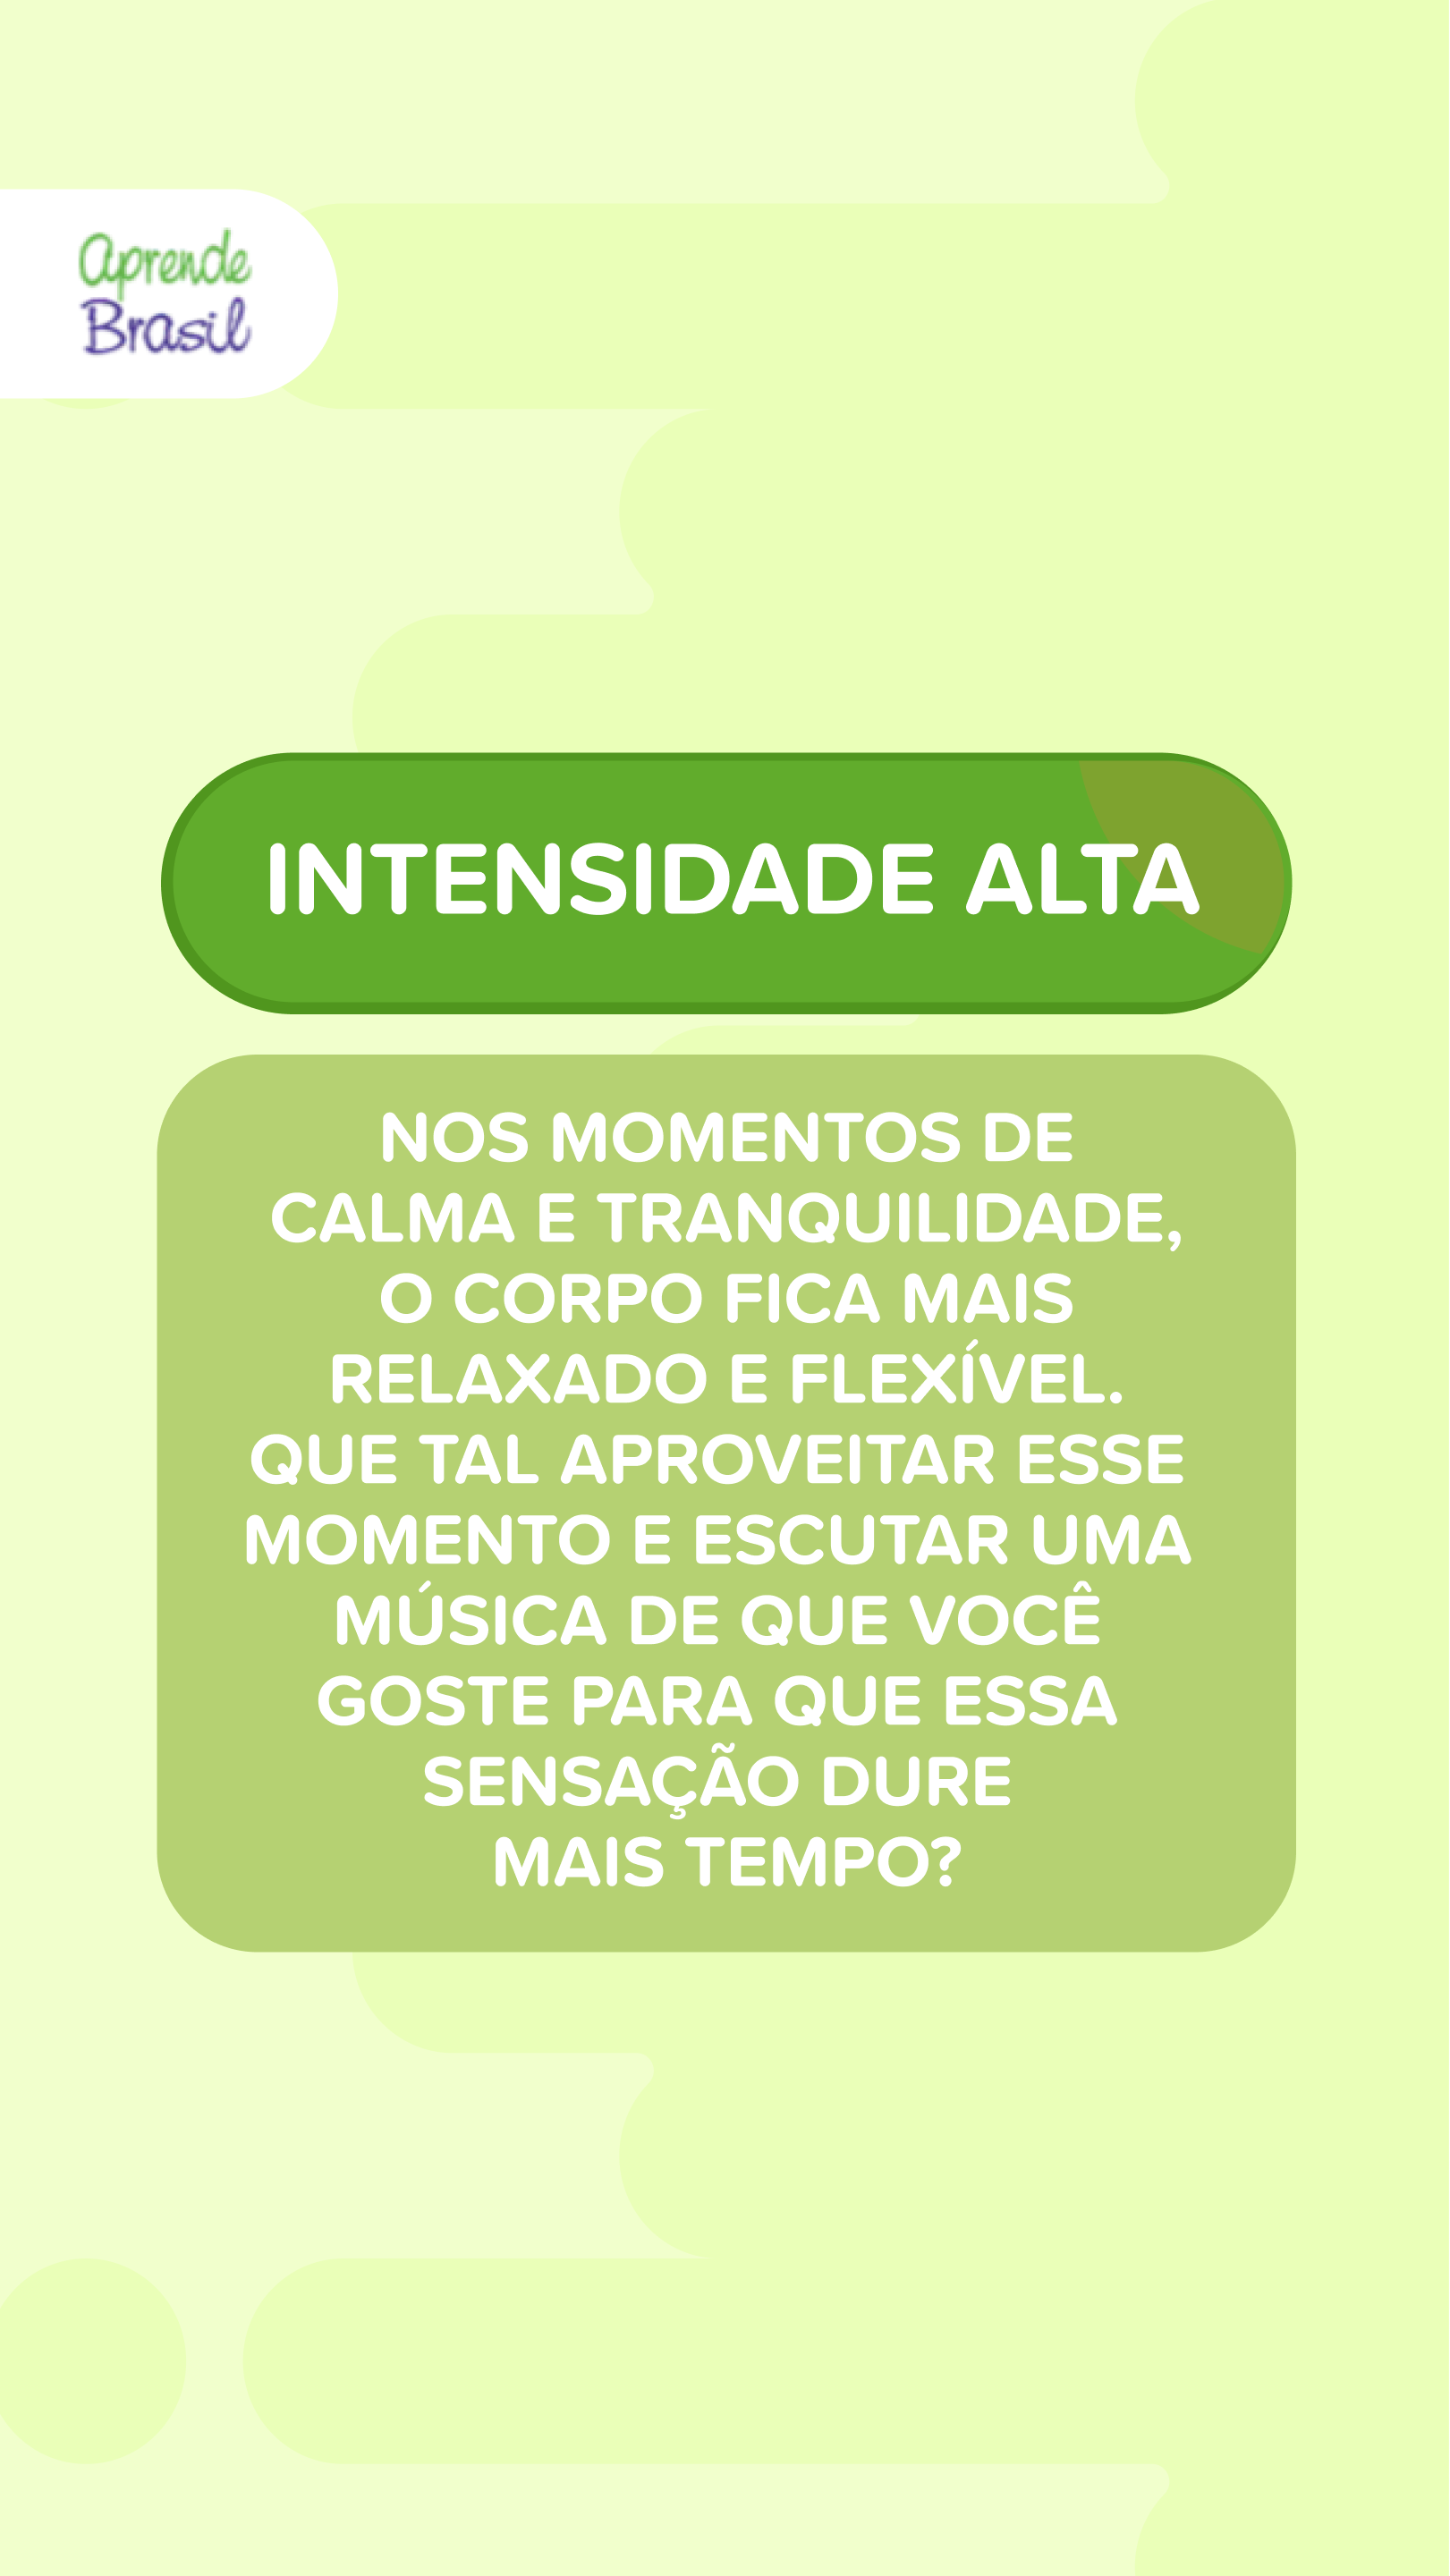 aprende
Brasil
INTENSIDADE ALTA
NOS MOMENTOS DE
CALMA E TRANQUILIDADE,
O CORPO FICA MAIS
RELAXADO E FLEXÍVEL.
QUE TAL APROVEITAR ESSE
MOMENTO E ESCUTAR UMA
MÚSICA DE QUE VOCÊ
GOSTE PARA QUE ESSA
SENSAÇÃO DURE
MAIS TEMPO?